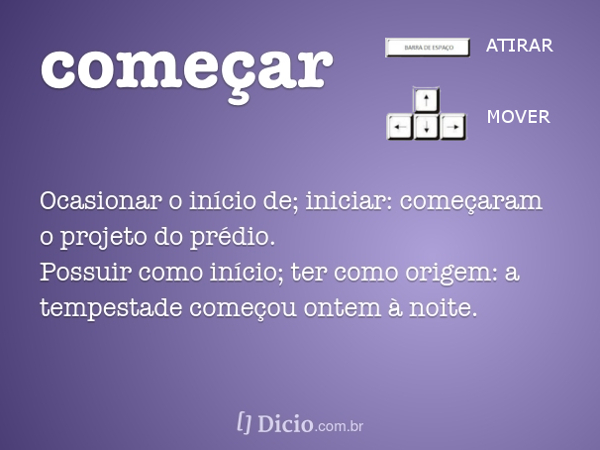 começar
BARRA DE ESPAÇO
ATIRAR
MOVER
Ocasionar o início de; iniciar: começaram
o projeto do prédio.
Possuir como início; ter como origem: a
tempestade começou ontem à noite.
[] Dicio.com.br